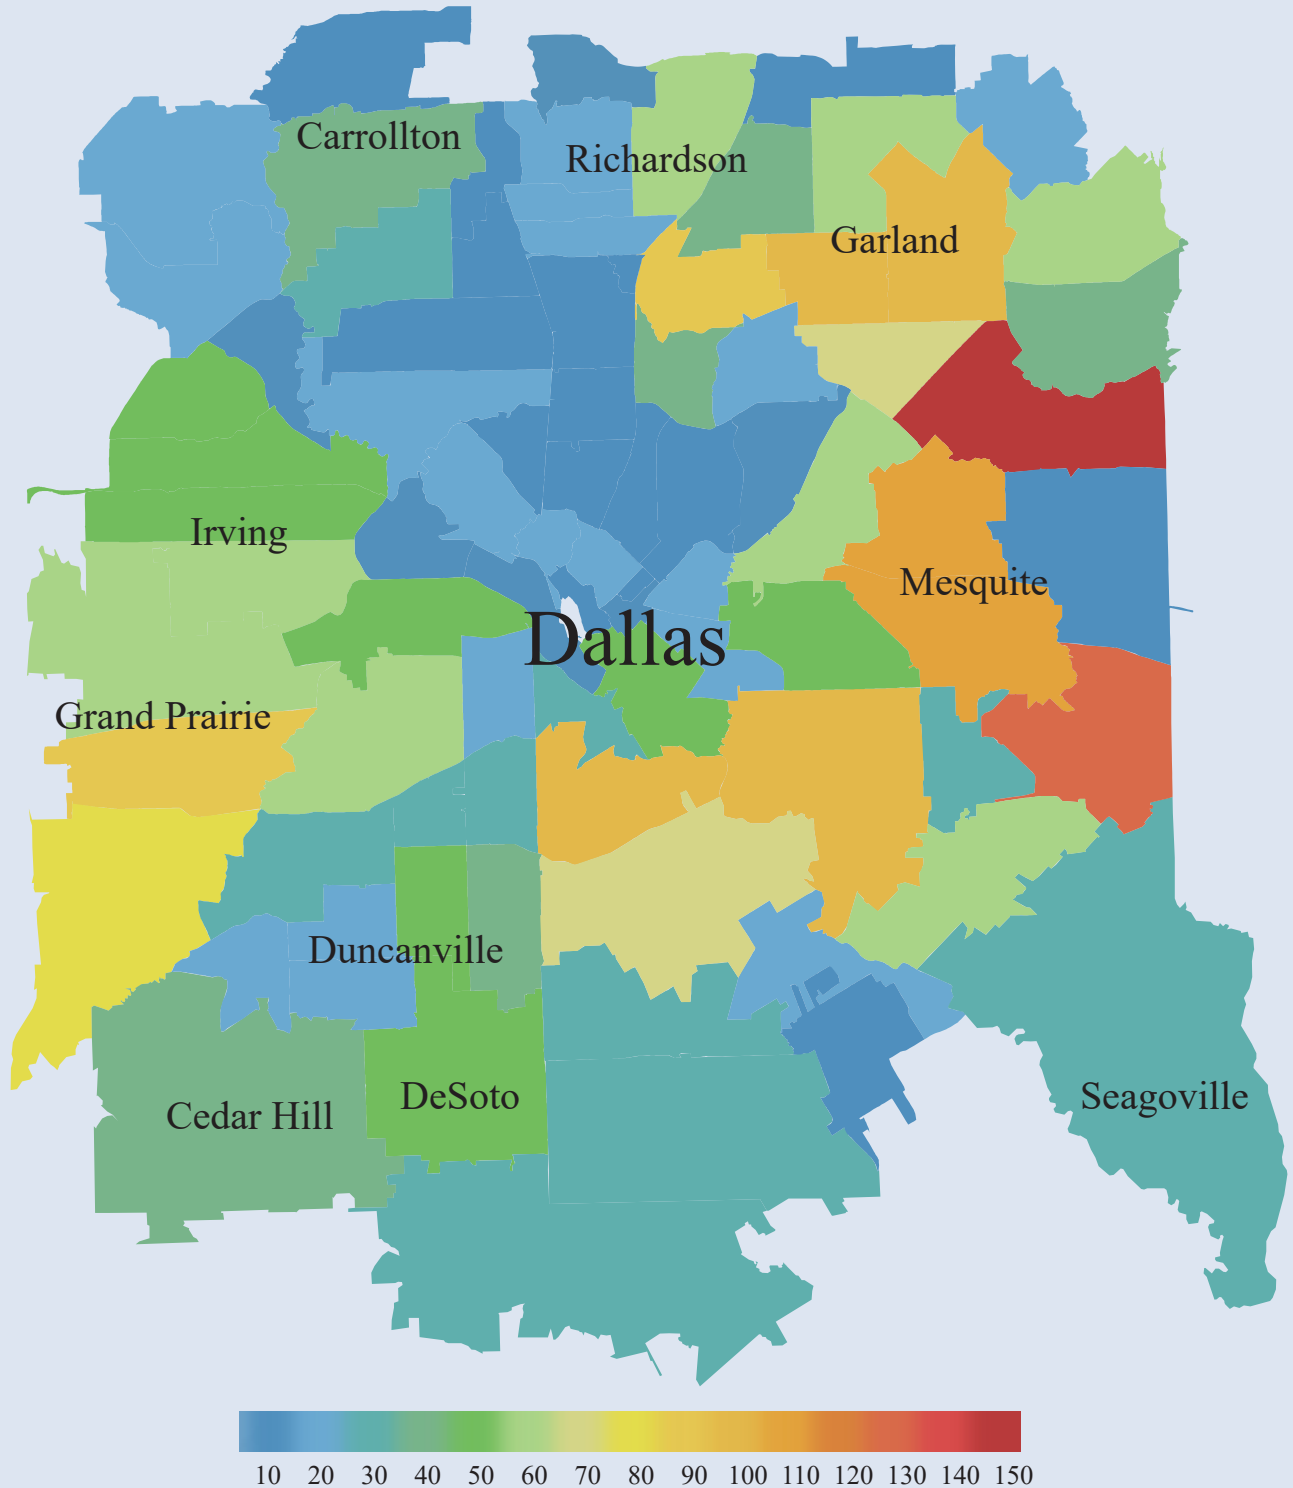 Carrollton
Richardson
Garland
Irving
Mesquite
Dallas
Grand Prairie
Duncanville
DeSoto
Cedar Hill
Seagoville
10 20 30 40 50 60 70 80 90 100 110 120 130 140 150